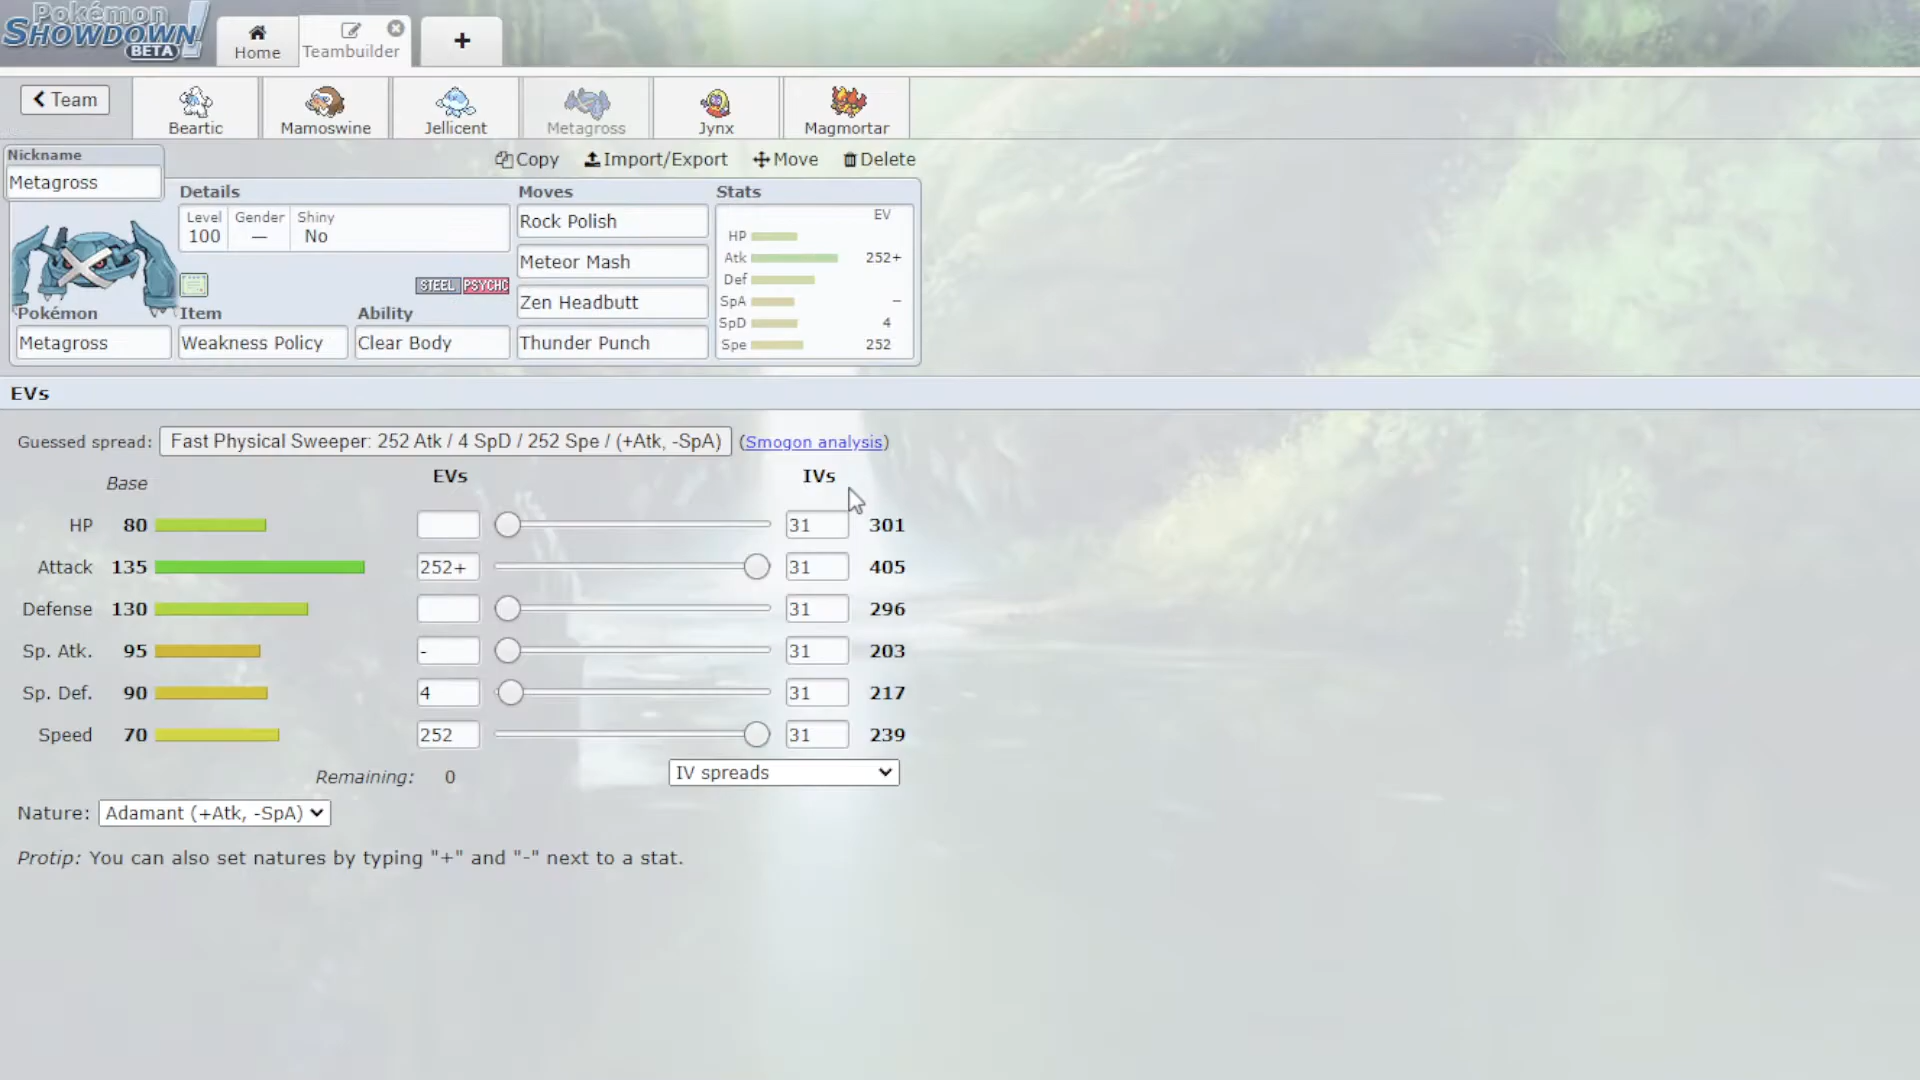 Pokémon
SHOWDOWN!
BETA
Home
Teambuilder
+
Team
Beartic
Mamoswine
Jellicent
Metagross
Jynx
Magmortar
Nickname
Metagross
Copy
Import/Export
Move
Delete
Details
Level
100
Gender
—
Shiny
No
STEEL PSYCHC
Pokémon
Metagross
Item
Weakness Policy
Ability
Clear Body
Moves
Rock Polish
Meteor Mash
Zen Headbutt
Thunder Punch
Stats
EV
HP
Atk 252+
Def
SpA –
SpD 4
Spe 252
EVs
Guessed spread: Fast Physical Sweeper: 252 Atk / 4 SpD / 252 Spe / (+Atk, -SpA) (Smogon analysis)
Base EVs IVs
HP 80 31 301
Attack 135 252+ 31 405
Defense 130 31 296
Sp. Atk. 95 - 31 203
Sp. Def. 90 4 31 217
Speed 70 252 31 239
Remaining: 0 IV spreads
Nature: Adamant (+Atk, -SpA)
Protip: You can also set natures by typing "+" and "-" next to a stat.